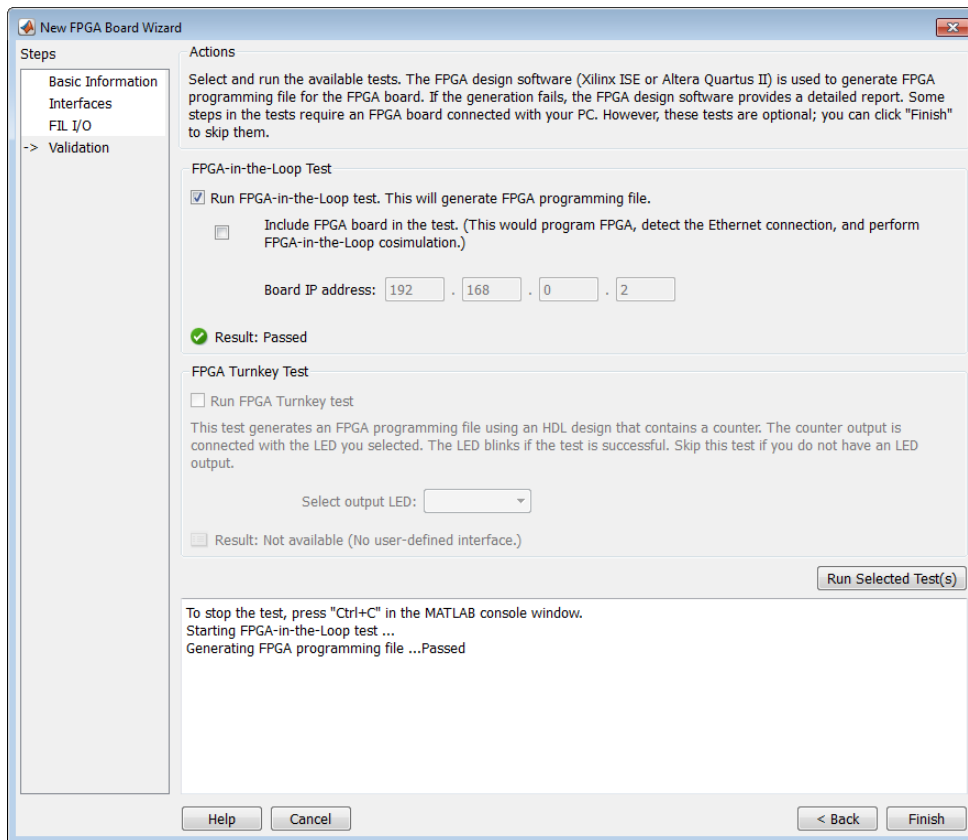 New FPGA Board Wizard
Steps
Basic Information
Interfaces
FIL I/O
-> Validation
Actions
Select and run the available tests. The FPGA design software (Xilinx ISE or Altera Quartus II) is used to generate FPGA
programming file for the FPGA board. If the generation fails, the FPGA design software provides a detailed report. Some
steps in the tests require an FPGA board connected with your PC. However, these tests are optional; you can click "Finish"
to skip them.
FPGA-in-the-Loop Test
Run FPGA-in-the-Loop test. This will generate FPGA programming file.
Include FPGA board in the test. (This would program FPGA, detect the Ethernet connection, and perform
FPGA-in-the-Loop cosimulation.)
Board IP address: 192 . 168 . 0 . 2
Result: Passed
FPGA Turnkey Test
Run FPGA Turnkey test
This test generates an FPGA programming file using an HDL design that contains a counter. The counter output is
connected with the LED you selected. The LED blinks if the test is successful. Skip this test if you do not have an LED
output.
Select output LED:
Result: Not available (No user-defined interface.)
Run Selected Test(s)
To stop the test, press "Ctrl+C" in the MATLAB console window.
Starting FPGA-in-the-Loop test ...
Generating FPGA programming file ...Passed
Help Cancel < Back Finish